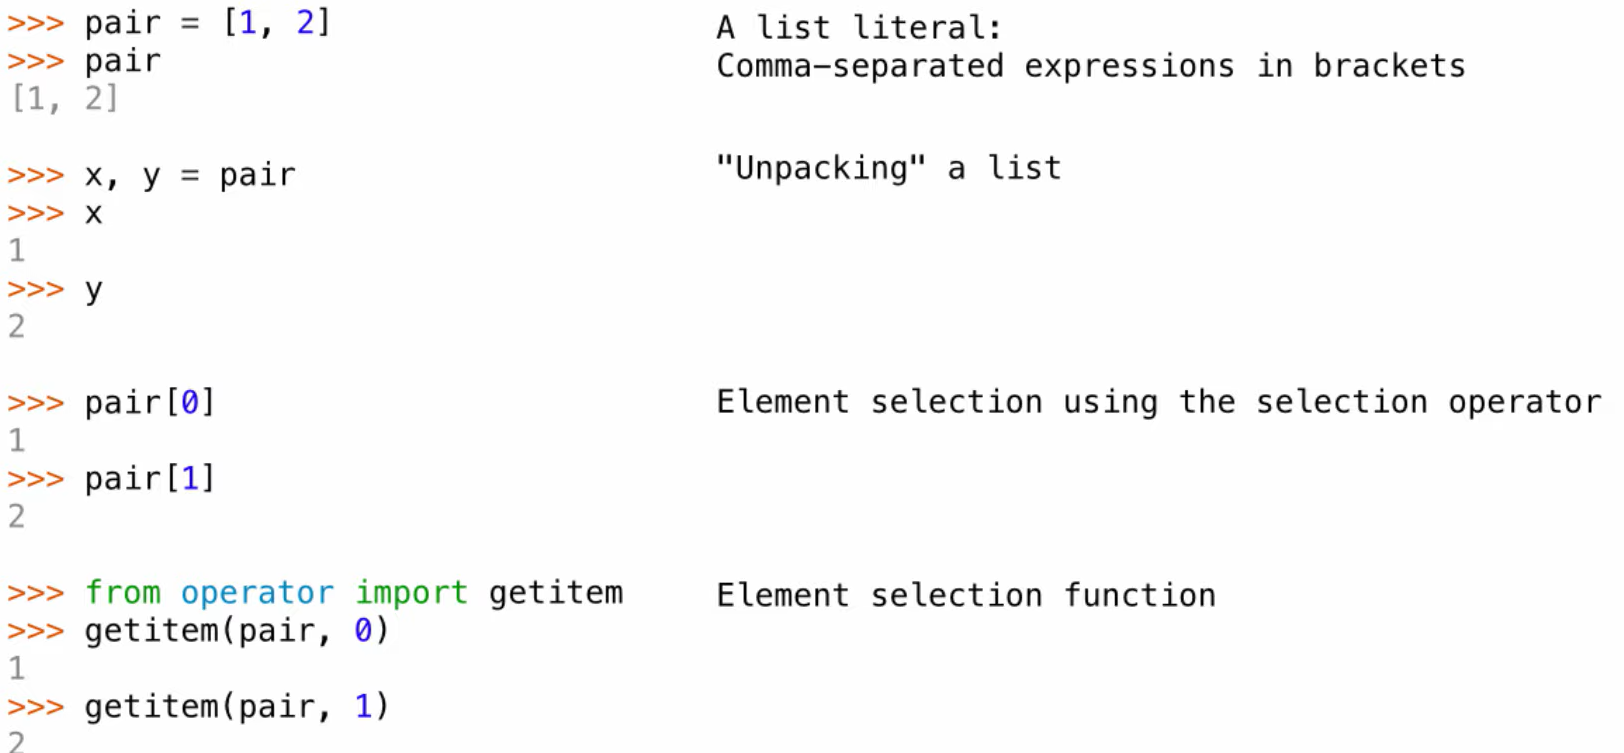 >>> pair = [1, 2]
A list literal:
>>> pair
Comma-separated expressions in brackets
[1, 2]
>>> x, y = pair
"Unpacking" a list
>>> x
1
>>> y
2
>>> pair[0]
Element selection using the selection operator
1
>>> pair[1]
2
>>> from operator import getitem
Element selection function
>>> getitem(pair, 0)
1
>>> getitem(pair, 1)
2